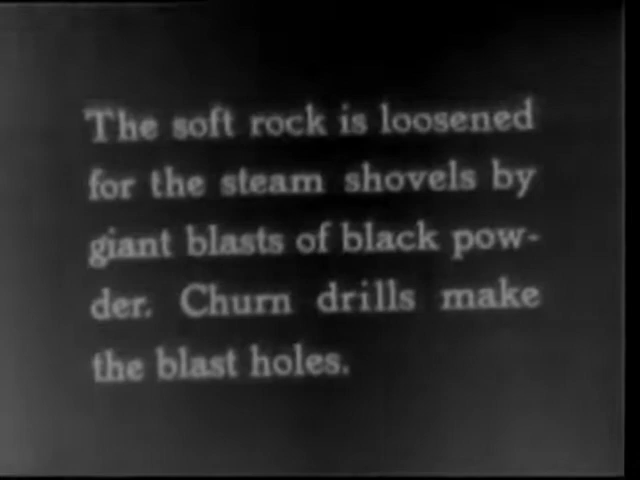 The soft rock is loosened
for the steam shovels by
giant blasts of black pow-
der. Churn drills make
the blast holes.